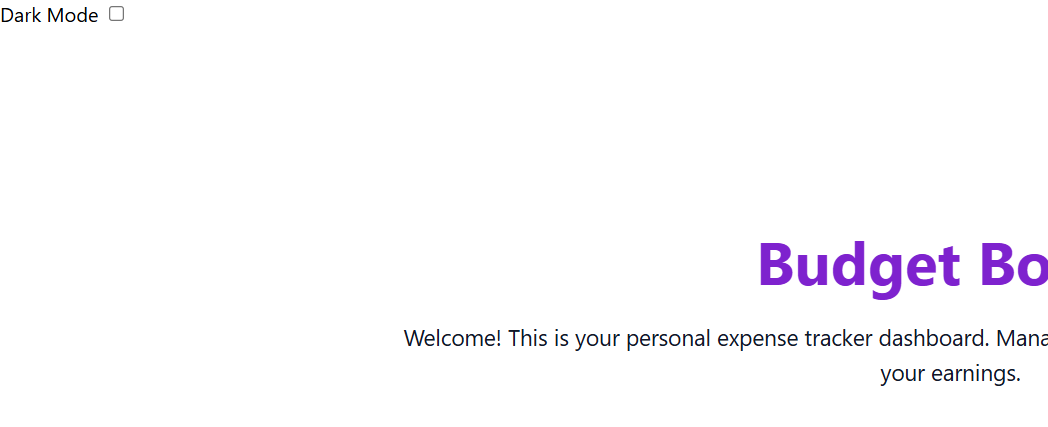 Dark Mode
Budget Bo
Welcome! This is your personal expense tracker dashboard. Mana
your earnings.